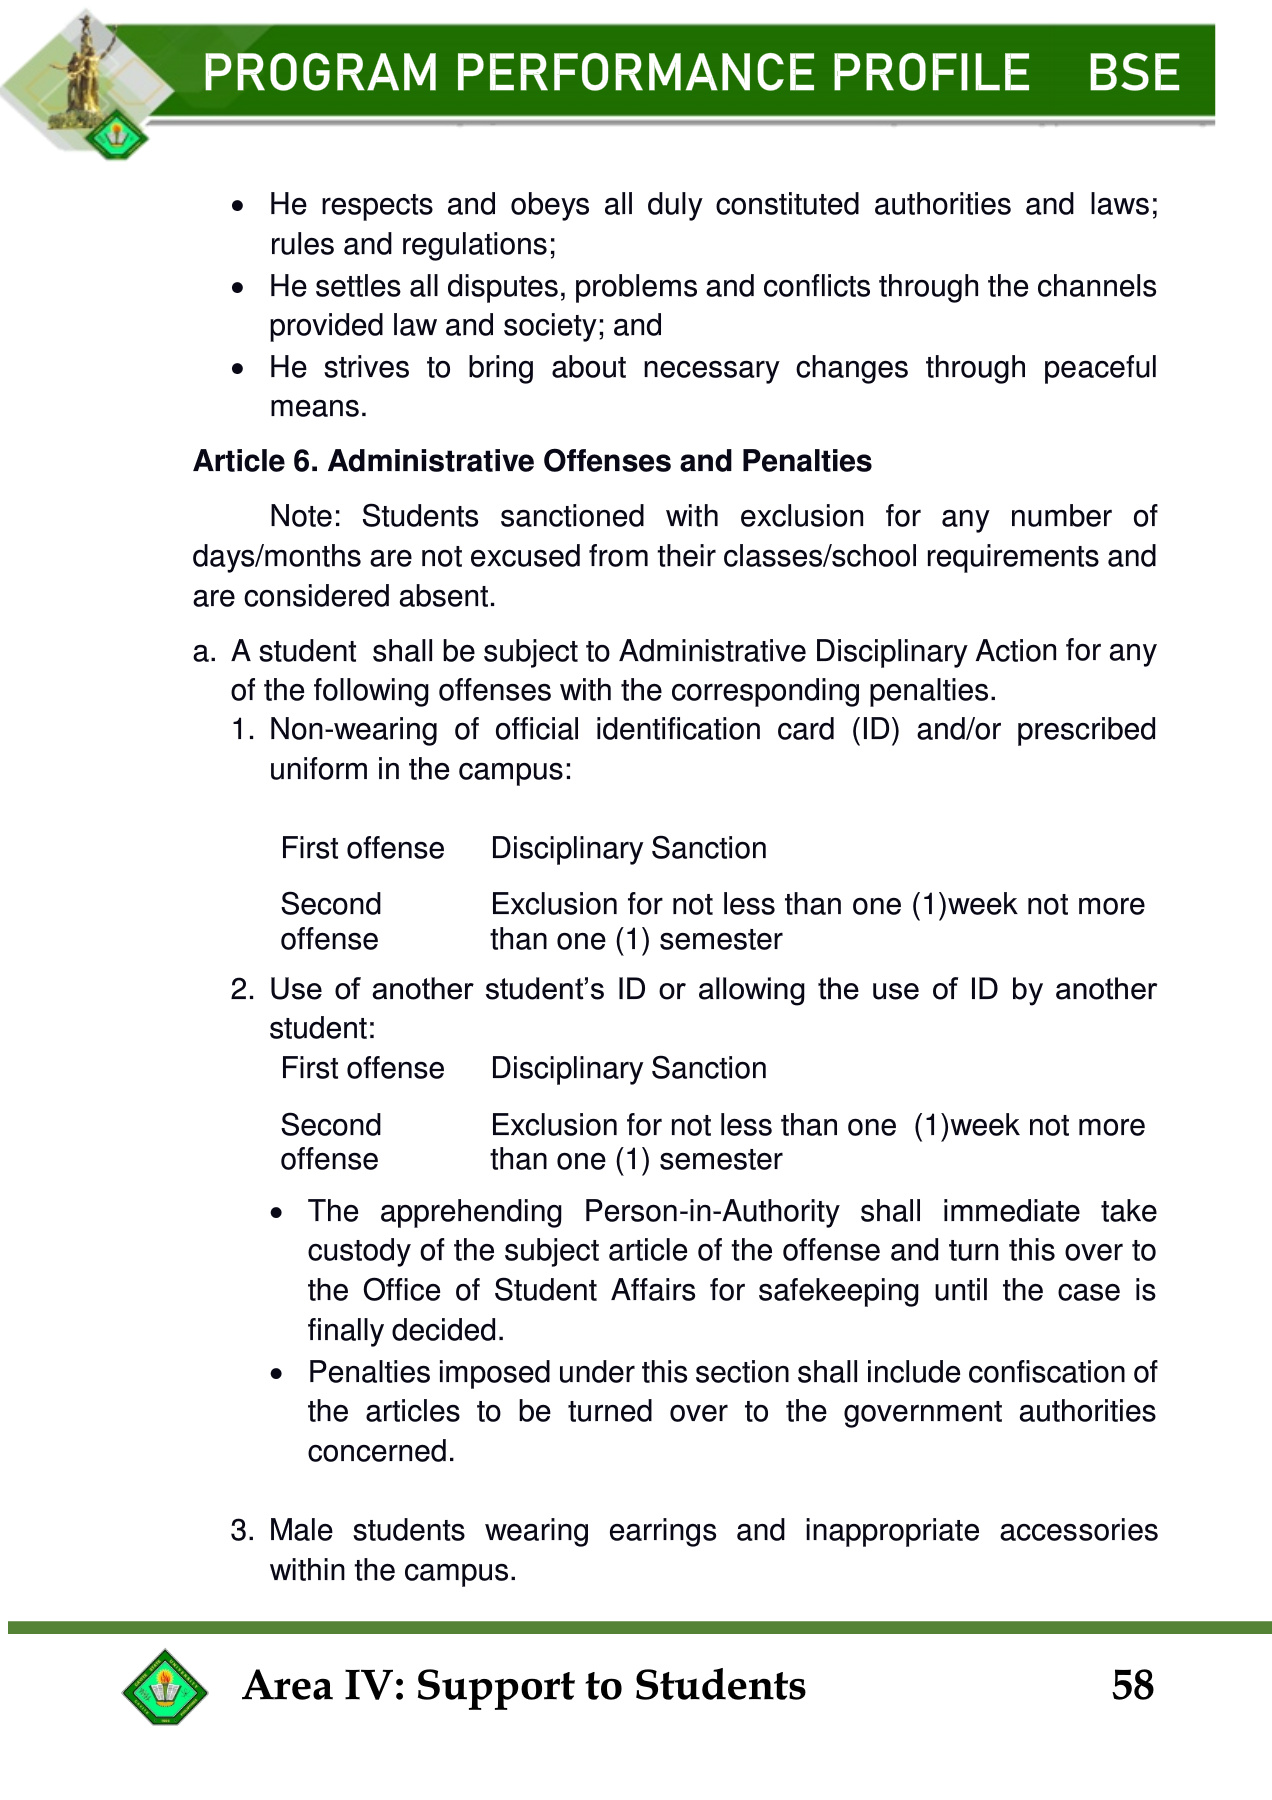 PROGRAM PERFORMANCE PROFILE BSE
• He respects and obeys all duly constituted authorities and laws;
rules and regulations;
• He settles all disputes, problems and conflicts through the channels
provided law and society; and
• He strives to bring about necessary changes through peaceful
means.
Article 6. Administrative Offenses and Penalties
Note: Students sanctioned with exclusion for any number of
days/months are not excused from their classes/school requirements and
are considered absent.
a. A student shall be subject to Administrative Disciplinary Action for any
of the following offenses with the corresponding penalties.
1. Non-wearing of official identification card (ID) and/or prescribed
uniform in the campus:
First offense Disciplinary Sanction
Second Exclusion for not less than one (1)week not more
offense than one (1) semester
2. Use of another student’s ID or allowing the use of ID by another
student:
First offense Disciplinary Sanction
Second Exclusion for not less than one (1)week not more
offense than one (1) semester
• The apprehending Person-in-Authority shall immediate take
custody of the subject article of the offense and turn this over to
the Office of Student Affairs for safekeeping until the case is
finally decided.
• Penalties imposed under this section shall include confiscation of
the articles to be turned over to the government authorities
concerned.
3. Male students wearing earrings and inappropriate accessories
within the campus.
Area IV: Support to Students 58